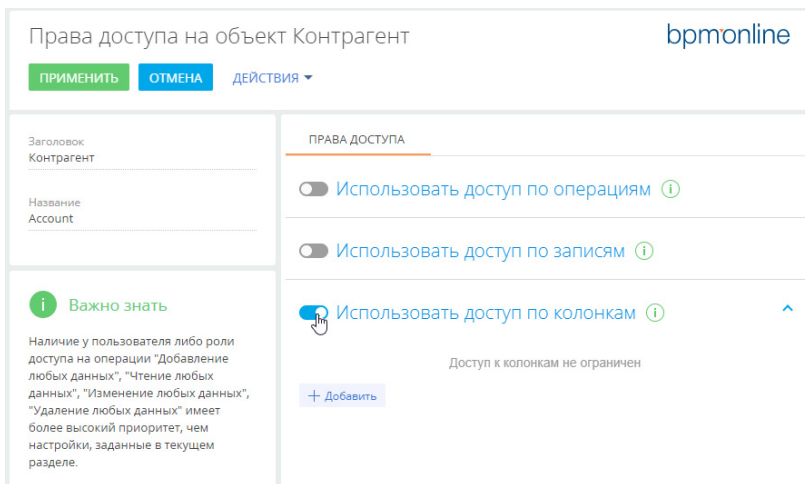 Права доступа на объект Контрагент
bpmonline
ПРИМЕНИТЬ
ОТМЕНА
ДЕЙСТВИЯ
Заголовок
Контрагент
Название
Account
i
Важно знать
Наличие у пользователя либо роли
доступа на операции "Добавление
любых данных", "Чтение любых
данных", "Изменение любых данных",
"Удаление любых данных" имеет
более высокий приоритет, чем
настройки, заданные в текущем
разделе.
ПРАВА ДОСТУПА
Использовать доступ по операциям i
Использовать доступ по записям i
Использовать доступ по колонкам i
Доступ к колонкам не ограничен
+ Добавить